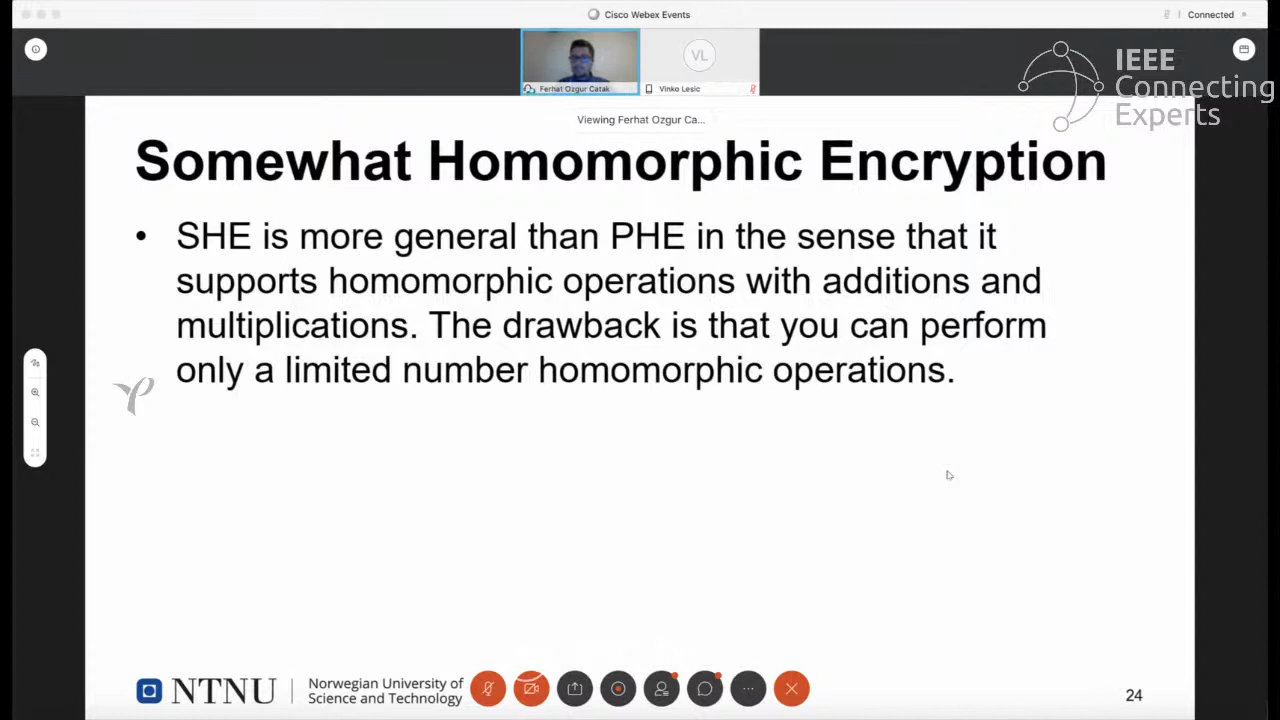 Cisco Webex Events
Connected
VL
Ferhat Ozgur Catak
Vinko Lesic
IEEE
Connecting
Experts
Viewing Ferhat Ozgur Ca...
Somewhat Homomorphic Encryption
• SHE is more general than PHE in the sense that it
supports homomorphic operations with additions and
multiplications. The drawback is that you can perform
only a limited number homomorphic operations.
NTNU
Norwegian University of
Science and Technology
24